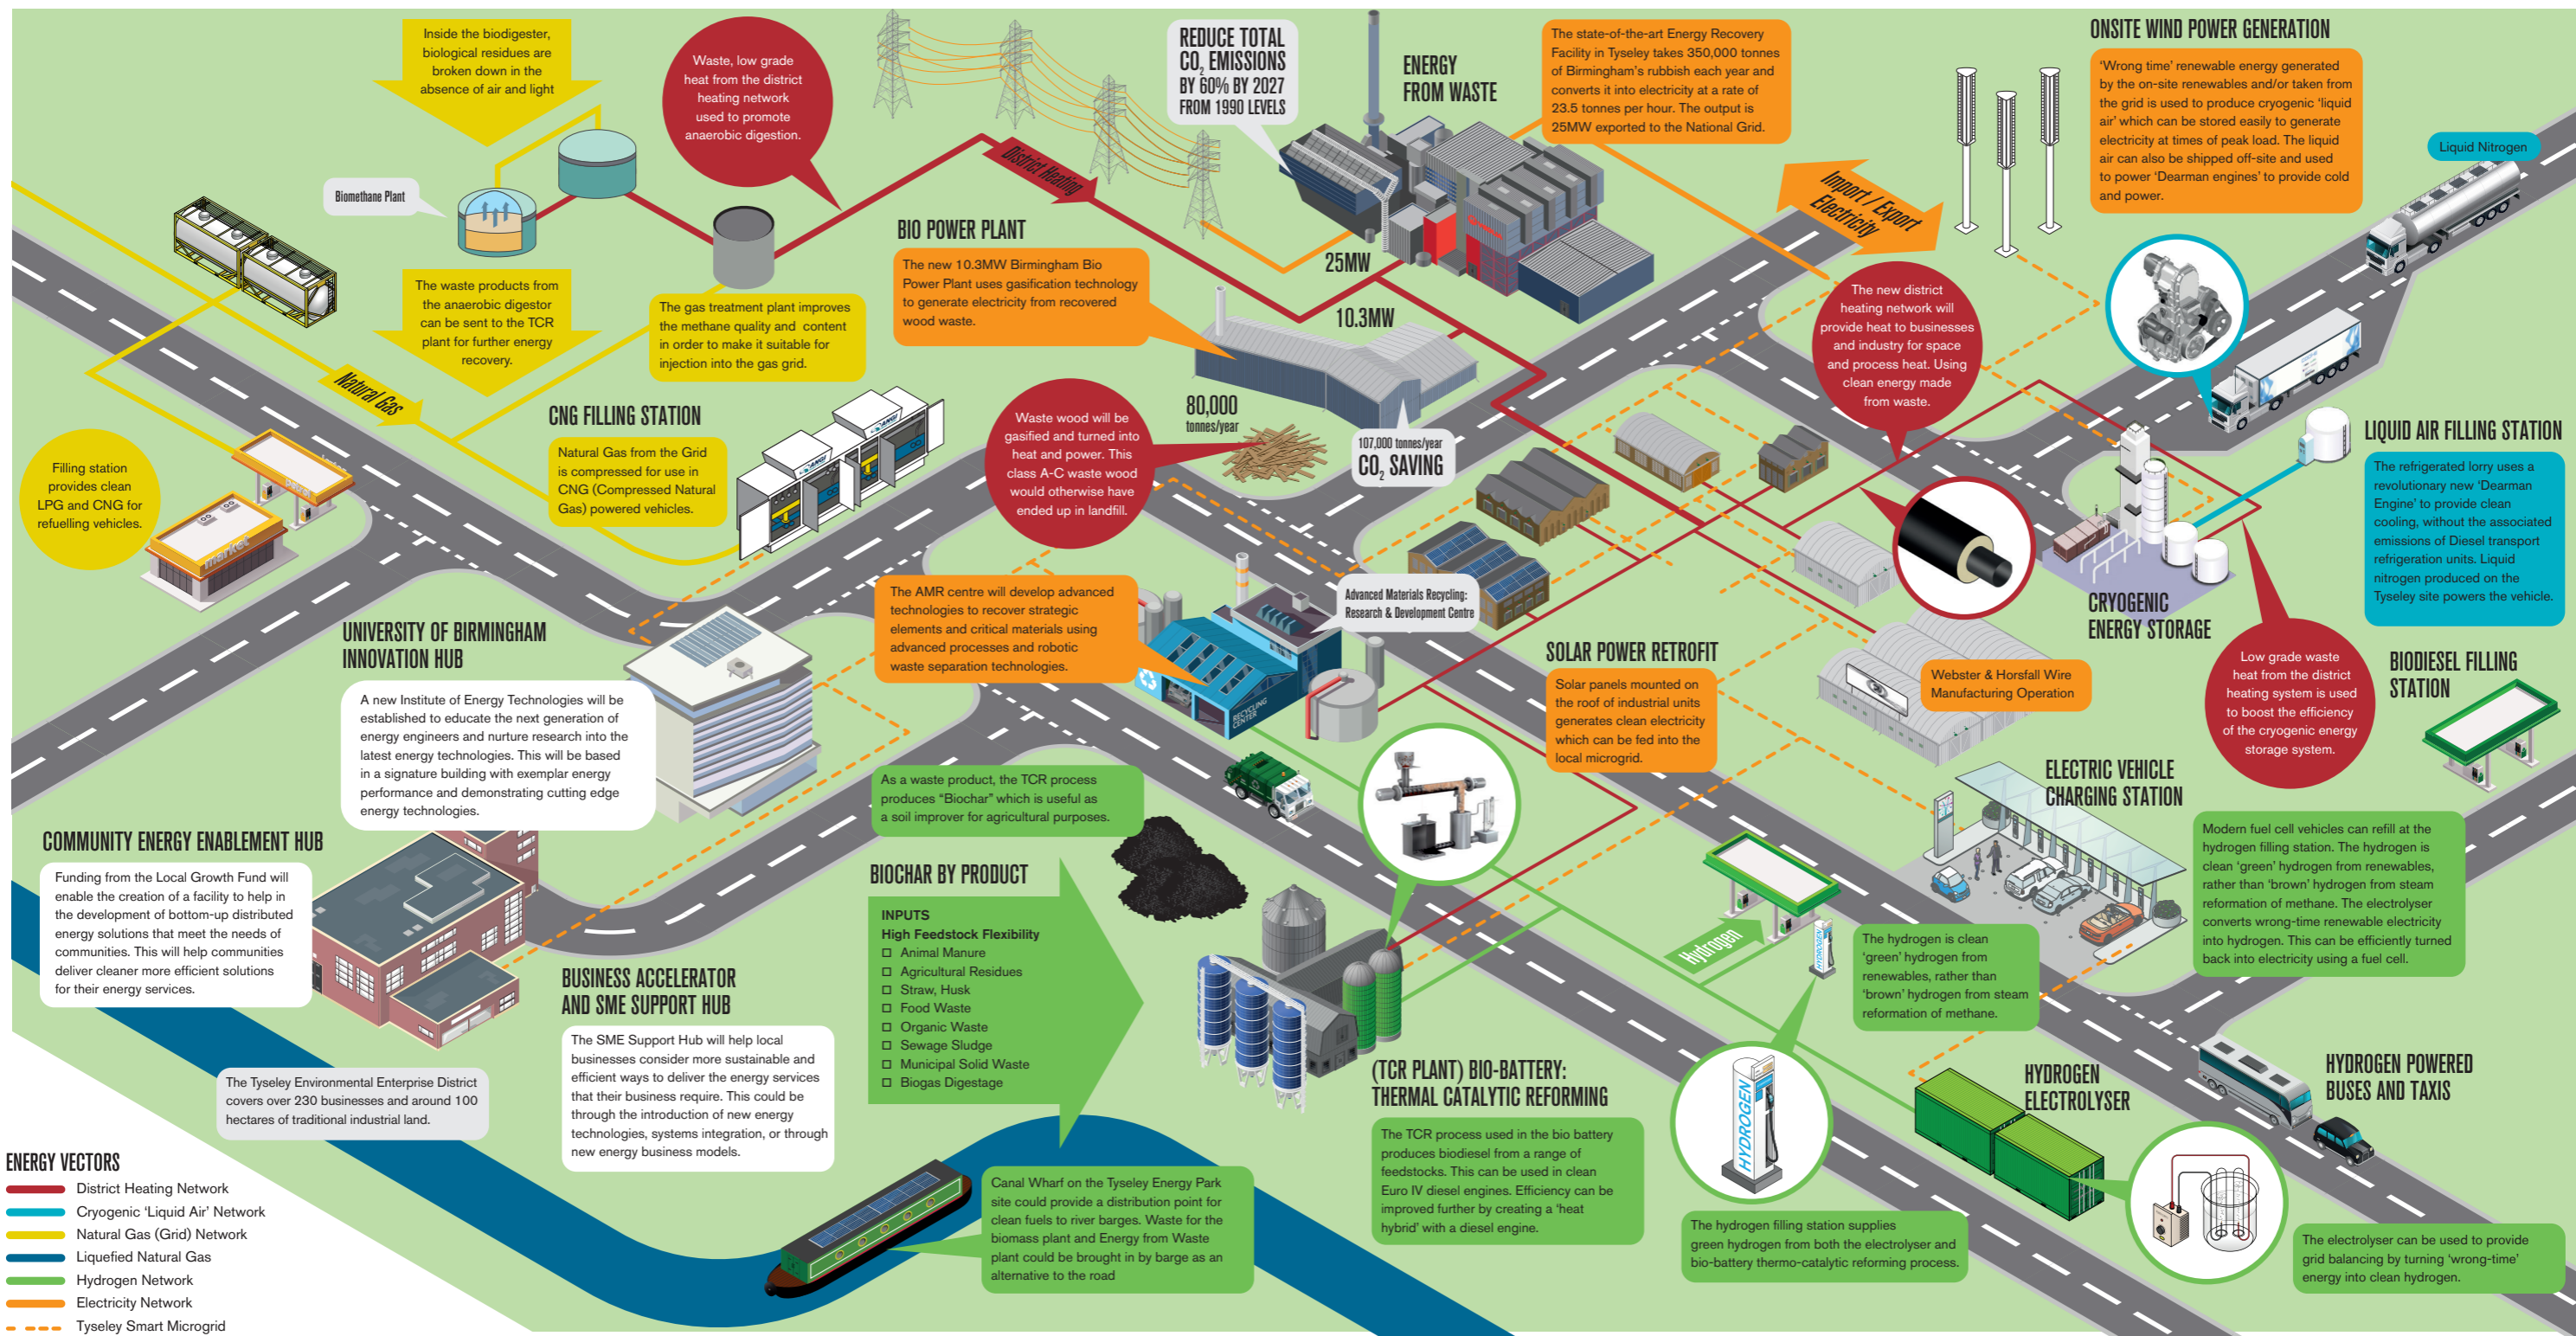 Inside the biodigester,
biological residues are
broken down in the
absence of air and light
Biomethane Plant
The waste products from
the anaerobic digestor
can be sent to the TCR
plant for further energy
recovery.
Waste, low grade
heat from the district
heating network
used to promote
anaerobic digestion.
The gas treatment plant improves
the methane quality and content
in order to make it suitable for
injection into the gas grid.
District Heating
Natural Gas
REDUCE TOTAL
CO2 EMISSIONS
BY 60% BY 2027
FROM 1990 LEVELS
ENERGY
FROM WASTE
The state-of-the-art Energy Recovery
Facility in Tyseley takes 350,000 tonnes
of Birmingham's rubbish each year and
converts it into electricity at a rate of
23.5 tonnes per hour. The output is
25MW exported to the National Grid.
Import / Export
Electricity
ONSITE WIND POWER GENERATION
'Wrong time' renewable energy generated
by the on-site renewables and/or taken from
the grid is used to produce cryogenic 'liquid
air' which can be stored easily to generate
electricity at times of peak load. The liquid
air can also be shipped off-site and used
to power 'Dearman engines' to provide cold
and power.
Liquid Nitrogen
BIO POWER PLANT
The new 10.3MW Birmingham Bio
Power Plant uses gasification technology
to generate electricity from recovered
wood waste.
25MW
10.3MW
80,000
tonnes/year
107,000 tonnes/year
CO2 SAVING
Waste wood will be
gasified and turned into
heat and power. This
class A-C waste wood
would otherwise have
ended up in landfill.
The new district
heating network will
provide heat to businesses
and industry for space
and process heat. Using
clean energy made
from waste.
CNG FILLING STATION
Natural Gas from the Grid
is compressed for use in
CNG (Compressed Natural
Gas) powered vehicles.
ANGI
ANGI
Filling station
provides clean
LPG and CNG for
refuelling vehicles.
market
LIQUID AIR FILLING STATION
The refrigerated lorry uses a
revolutionary new 'Dearman
Engine' to provide clean
cooling, without the associated
emissions of Diesel transport
refrigeration units. Liquid
nitrogen produced on the
Tyseley site powers the vehicle.
CRYOGENIC
ENERGY STORAGE
Low grade waste
heat from the district
heating system is used
to boost the efficiency
of the cryogenic energy
storage system.
BIODIESEL FILLING
STATION
The AMR centre will develop advanced
technologies to recover strategic
elements and critical materials using
advanced processes and robotic
waste separation technologies.
Advanced Materials Recycling:
Research & Development Centre
RECYCLING
CENTER
SOLAR POWER RETROFIT
Solar panels mounted on
the roof of industrial units
generates clean electricity
which can be fed into the
local microgrid.
Webster & Horsfall Wire
Manufacturing Operation
UNIVERSITY OF BIRMINGHAM
INNOVATION HUB
A new Institute of Energy Technologies will be
established to educate the next generation of
energy engineers and nurture research into the
latest energy technologies. This will be based
in a signature building with exemplar energy
performance and demonstrating cutting edge
energy technologies.
COMMUNITY ENERGY ENABLEMENT HUB
Funding from the Local Growth Fund will
enable the creation of a facility to help in
the development of bottom-up distributed
energy solutions that meet the needs of
communities. This will help communities
deliver cleaner more efficient solutions
for their energy services.
As a waste product, the TCR process
produces "Biochar" which is useful as
a soil improver for agricultural purposes.
BIOCHAR BY PRODUCT
INPUTS
High Feedstock Flexibility
Animal Manure
Agricultural Residues
Straw, Husk
Food Waste
Organic Waste
Sewage Sludge
Municipal Solid Waste
Biogas Digestage
ELECTRIC VEHICLE
CHARGING STATION
Modern fuel cell vehicles can refill at the
hydrogen filling station. The hydrogen is
clean 'green' hydrogen from renewables,
rather than 'brown' hydrogen from steam
reformation of methane. The electrolyser
converts wrong-time renewable electricity
into hydrogen. This can be efficiently turned
back into electricity using a fuel cell.
Hydrogen
HYDROGEN
The hydrogen is clean
'green' hydrogen from
renewables, rather than
'brown' hydrogen from steam
reformation of methane.
BUSINESS ACCELERATOR
AND SME SUPPORT HUB
The SME Support Hub will help local
businesses consider more sustainable and
efficient ways to deliver the energy services
that their business require. This could be
through the introduction of new energy
technologies, systems integration, or through
new energy business models.
The Tyseley Environmental Enterprise District
covers over 230 businesses and around 100
hectares of traditional industrial land.
(TCR PLANT) BIO-BATTERY:
THERMAL CATALYTIC REFORMING
The TCR process used in the bio battery
produces biodiesel from a range of
feedstocks. This can be used in clean
Euro IV diesel engines. Efficiency can be
improved further by creating a 'heat
hybrid' with a diesel engine.
HYDROGEN
The hydrogen filling station supplies
green hydrogen from both the electrolyser and
bio-battery thermo-catalytic reforming process.
HYDROGEN
ELECTROLYSER
HYDROGEN POWERED
BUSES AND TAXIS
The electrolyser can be used to provide
grid balancing by turning 'wrong-time'
energy into clean hydrogen.
Canal Wharf on the Tyseley Energy Park
site could provide a distribution point for
clean fuels to river barges. Waste for the
biomass plant and Energy from Waste
plant could be brought in by barge as an
alternative to the road
ENERGY VECTORS
District Heating Network
Cryogenic 'Liquid Air' Network
Natural Gas (Grid) Network
Liquefied Natural Gas
Hydrogen Network
Electricity Network
Tyseley Smart Microgrid